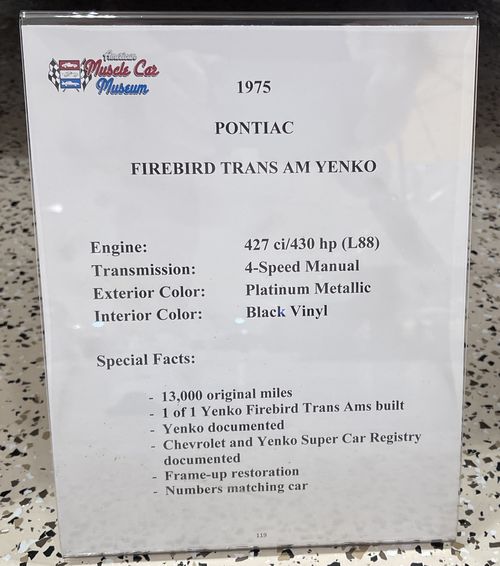 American
Muscle Car
Museum
1975
PONTIAC
FIREBIRD TRANS AM YENKO
Engine: 427 ci/430 hp (L88)
Transmission: 4-Speed Manual
Exterior Color: Platinum Metallic
Interior Color: Black Vinyl
Special Facts:
- 13,000 original miles
- 1 of 1 Yenko Firebird Trans Ams built
- Yenko documented
- Chevrolet and Yenko Super Car Registry
documented
- Frame-up restoration
- Numbers matching car
119